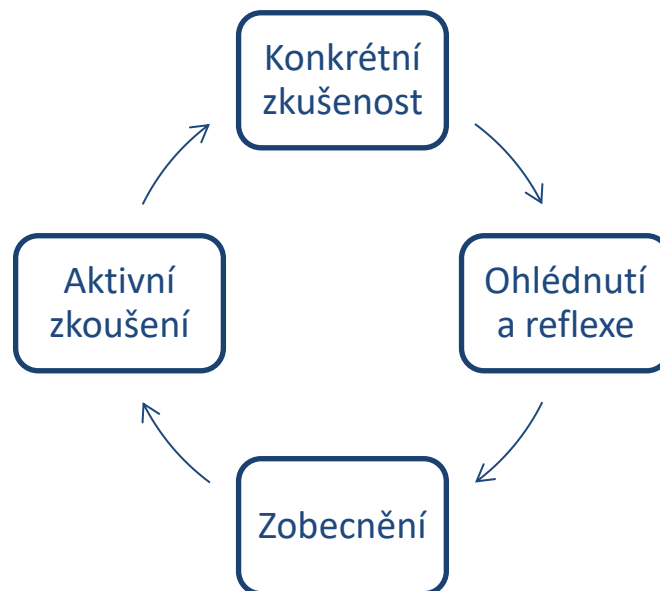 Konkrétní
zkušenost
Ohlédnutí
a reflexe
Zobecnění
Aktivní
zkoušení